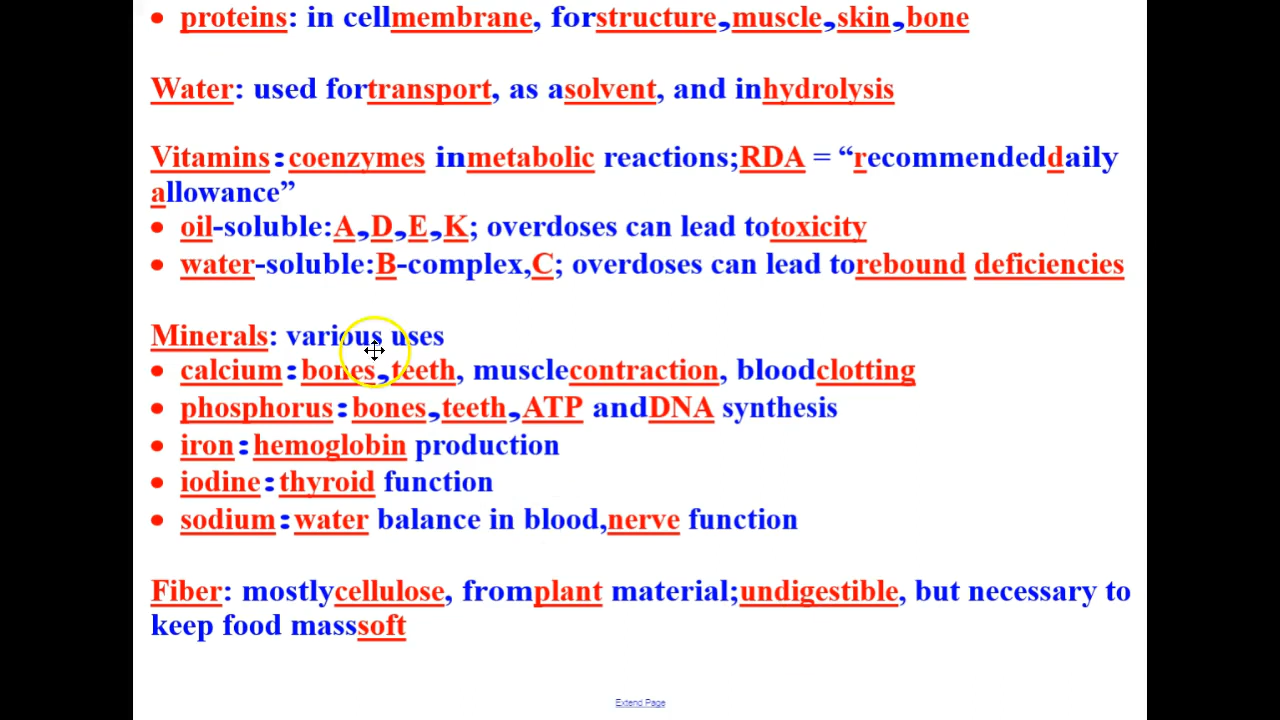 • proteins: in cellmembrane, forstructure,muscle,skin,bone
Water: used fortransport, as asolvent, and inhydrolysis
Vitamins:coenzymes inmetabolic reactions;RDA = “recommendeddaily
allowance”
• oil-soluble:A,D,E,K; overdoses can lead totoxicity
• water-soluble:B-complex,C; overdoses can lead torebound deficiencies
Minerals: various uses
• calcium:bones,teeth, musclecontraction, bloodclotting
• phosphorus:bones,teeth,ATP andDNA synthesis
• iron:hemoglobin production
• iodine:thyroid function
• sodium:water balance in blood,nerve function
Fiber: mostlycellulose, fromplant material;undigestible, but necessary to
keep food masssoft
Extend Page